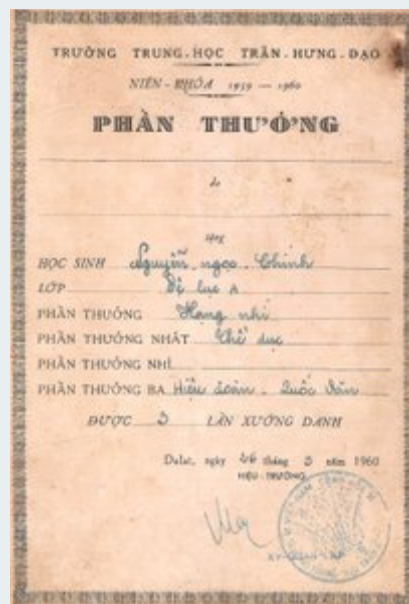 TRƯỜNG TRUNG-HỌC TRẦN-HƯNG-ĐẠO
NIÊN-KHÓA 1959 — 1960
PHẦN THƯỞNG
do
tặng
HỌC SINH Nguyễn ngọc Chinh
LỚP Đệ lục A
PHẦN THƯỞNG Hạng nhì
PHẦN THƯỞNG NHẤT Thể dục
PHẦN THƯỞNG NHÌ
PHẦN THƯỞNG BA Hiệu đoàn - Quốc văn
ĐƯỢC 3 LẦN XƯỚNG DANH
Dalat, ngày tháng 5 năm 1960
HIỆU-TRƯỞNG